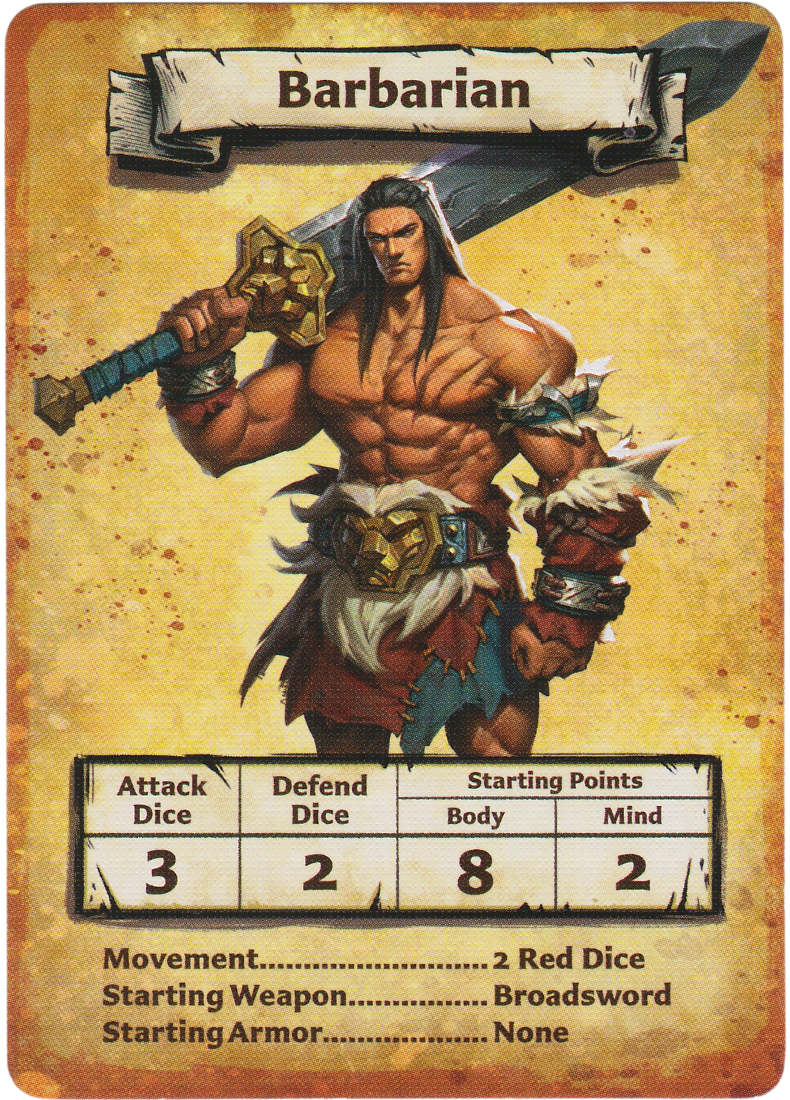 Barbarian
Attack Dice
Defend Dice
Starting Points
Body
Mind
3
2
8
2
Movement..........................2 Red Dice
Starting Weapon................Broadsword
Starting Armor...................None